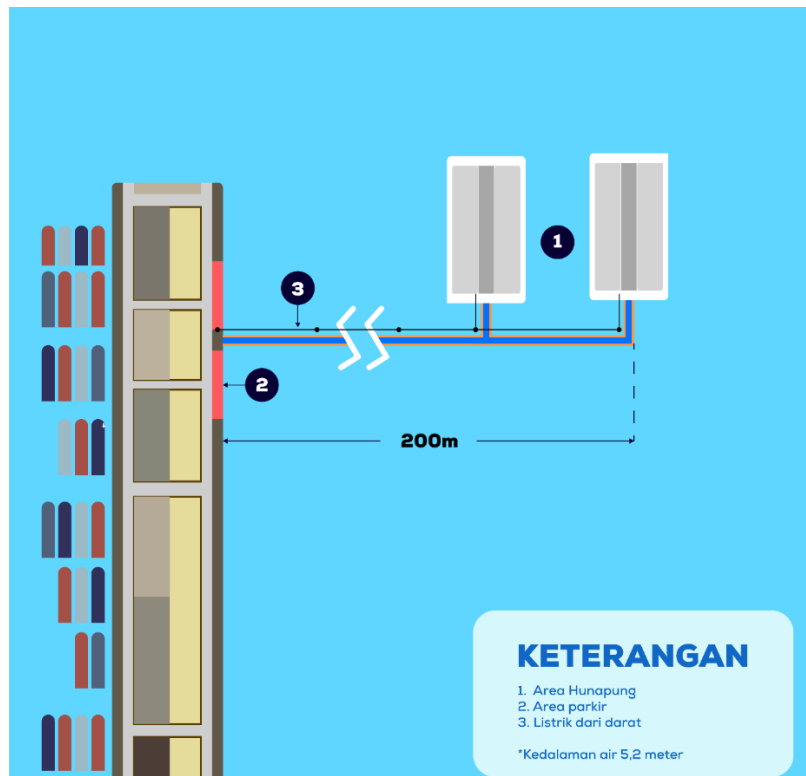 1
3
2
200m
KETERANGAN
1. Area Hunapung
2. Area parkir
3. Listrik dari darat
*Kedalaman air 5,2 meter